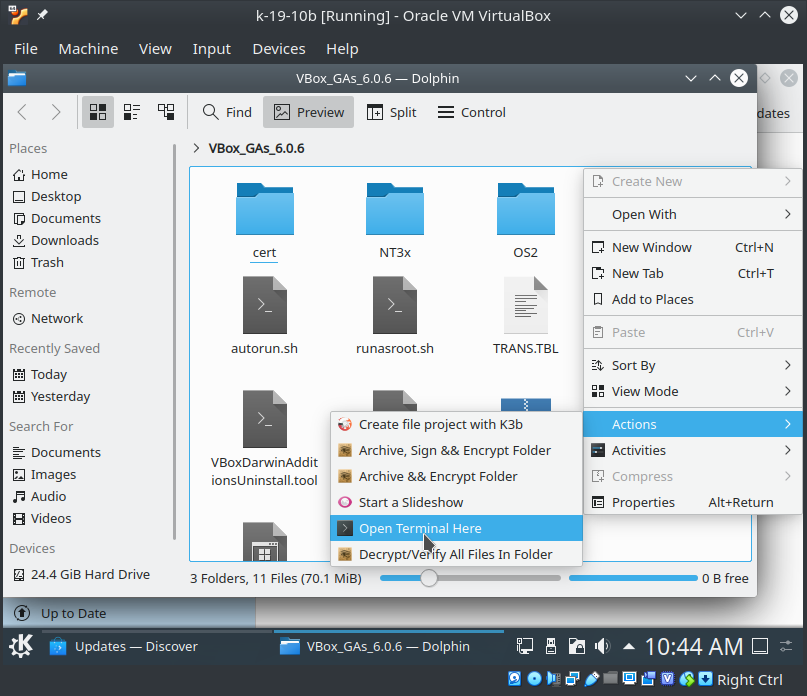 k-19-10b [Running] - Oracle VM VirtualBox
File Machine View Input Devices Help
VBox_GAs_6.0.6 — Dolphin
Find Preview Split Control
dates
Places
Home
Desktop
Documents
Downloads
Trash
Remote
Network
Recently Saved
Today
Yesterday
Search For
Documents
Images
Audio
Videos
Devices
24.4 GiB Hard Drive
> VBox_GAs_6.0.6
cert NT3x OS2
autorun.sh runasroot.sh TRANS.TBL
VBoxDarwinAddit
ionsUninstall.tool
Create New
Open With
New Window Ctrl+N
New Tab Ctrl+T
Add to Places
Paste Ctrl+V
Sort By
View Mode
Actions
Activities
Compress
Properties Alt+Return
Create file project with K3b
Archive, Sign && Encrypt Folder
Archive && Encrypt Folder
Start a Slideshow
Open Terminal Here
Decrypt/Verify All Files In Folder
3 Folders, 11 Files (70.1 MiB) 0 B free
Up to Date
Updates — Discover VBox_GAs_6.0.6 — Dolphin 10:44 AM
Right Ctrl